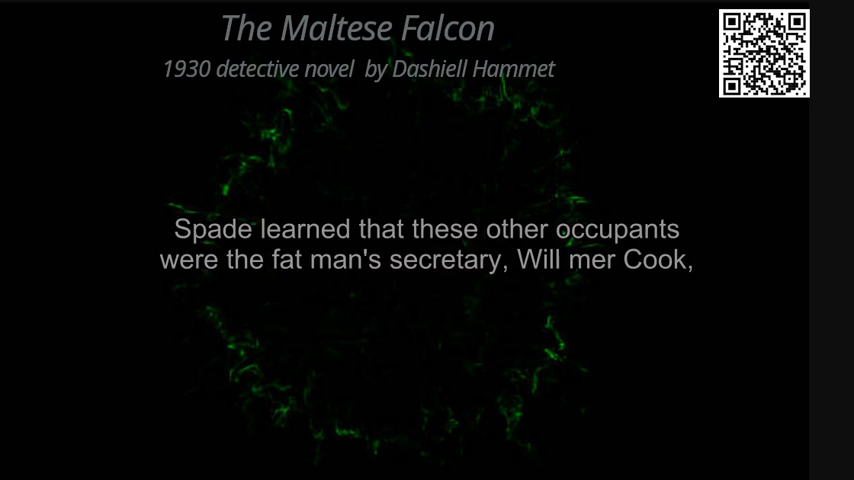 The Maltese Falcon
1930 detective novel by Dashiell Hammet
Spade learned that these other occupants
were the fat man's secretary, Will mer Cook,